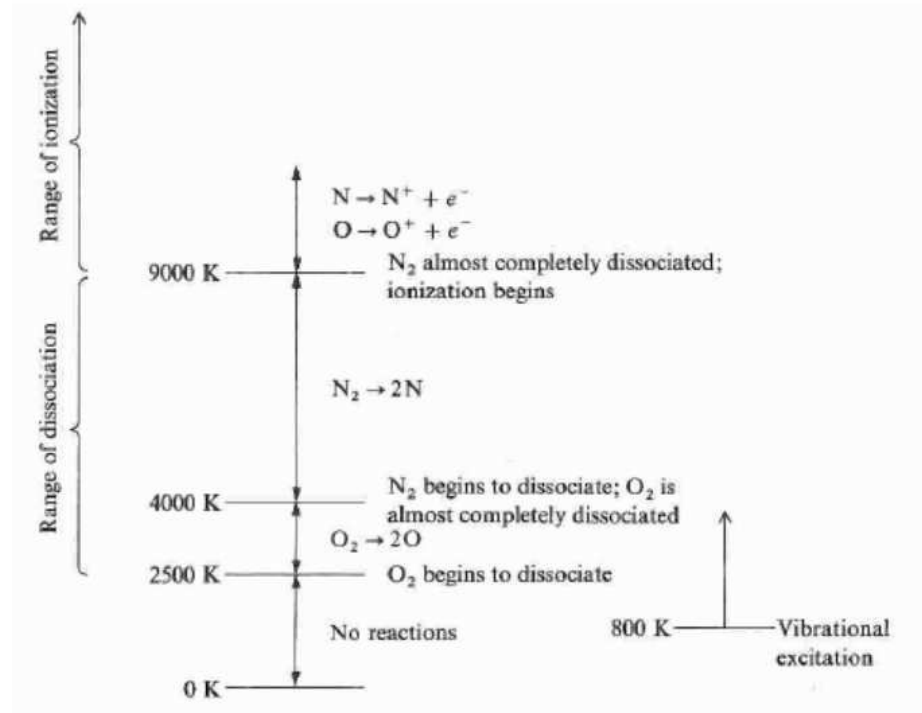 Range of ionization
N → N⁺ + e⁻
O → O⁺ + e⁻
9000 K
N₂ almost completely dissociated;
ionization begins
Range of dissociation
N₂ → 2N
4000 K
N₂ begins to dissociate; O₂ is
almost completely dissociated
O₂ → 2O
2500 K
O₂ begins to dissociate
No reactions
800 K
Vibrational
excitation
0 K